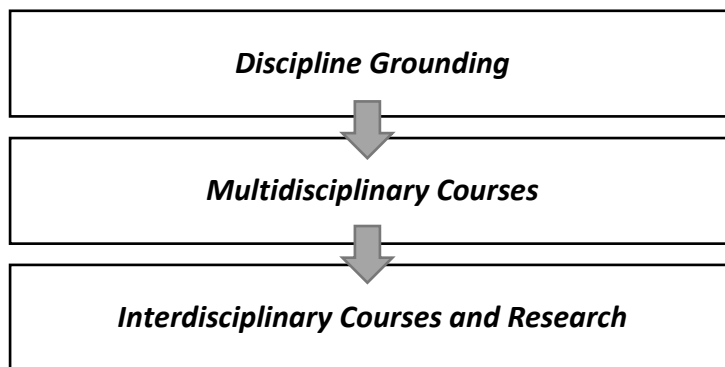 Discipline Grounding
Multidisciplinary Courses
Interdisciplinary Courses and Research